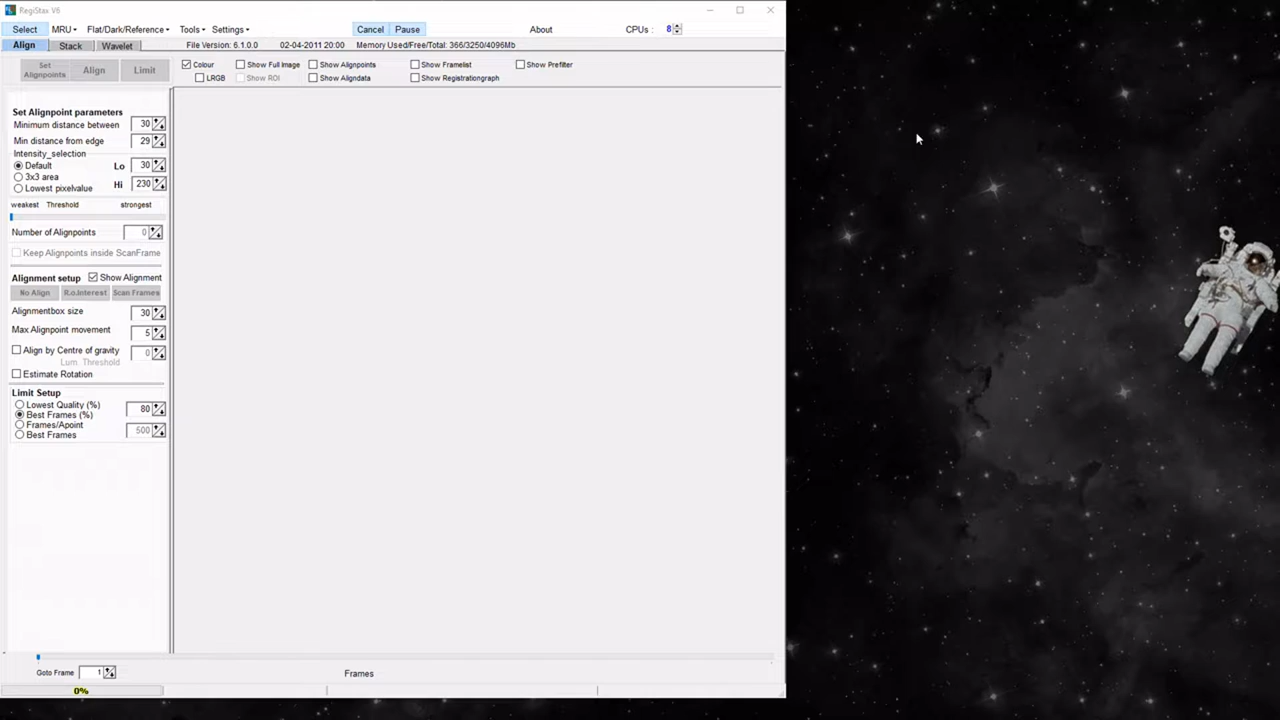 RegiStax V6
Select MRU Flat/Dark/Reference Tools Settings Cancel Pause About CPUs : 8
Align Stack Wavelet File Version: 6.1.0.0 02-04-2011 20:00 Memory Used/Free/Total: 366/3250/4096Mb
Set Alignpoints Align Limit
Colour Show Full Image Show Alignpoints Show Framelist Show Prefilter
LRGB Show ROI Show Aligndata Show Registrationgraph
Set Alignpoint parameters
Minimum distance between 30
Min distance from edge 29
Intensity_selection
Default Lo 30
3x3 area
Hi 230
Lowest pixelvalue
weakest Threshold strongest
Number of Alignpoints 0
Keep Alignpoints inside ScanFrame
Alignment setup Show Alignment
No Align R.o.Interest Scan Frames
Alignmentbox size 30
Max Alignpoint movement 5
Align by Centre of gravity 0
Lum. Threshold
Estimate Rotation
Limit Setup
Lowest Quality (%)
Best Frames (%) 80
Frames/Apoint
Best Frames 500
Goto Frame 1 Frames
0%